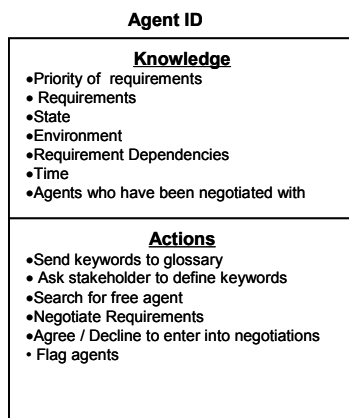 Agent ID
Knowledge
•Priority of requirements
• Requirements
•State
•Environment
•Requirement Dependencies
•Time
•Agents who have been negotiated with
Actions
•Send keywords to glossary
• Ask stakeholder to define keywords
•Search for free agent
•Negotiate Requirements
•Agree / Decline to enter into negotiations
• Flag agents